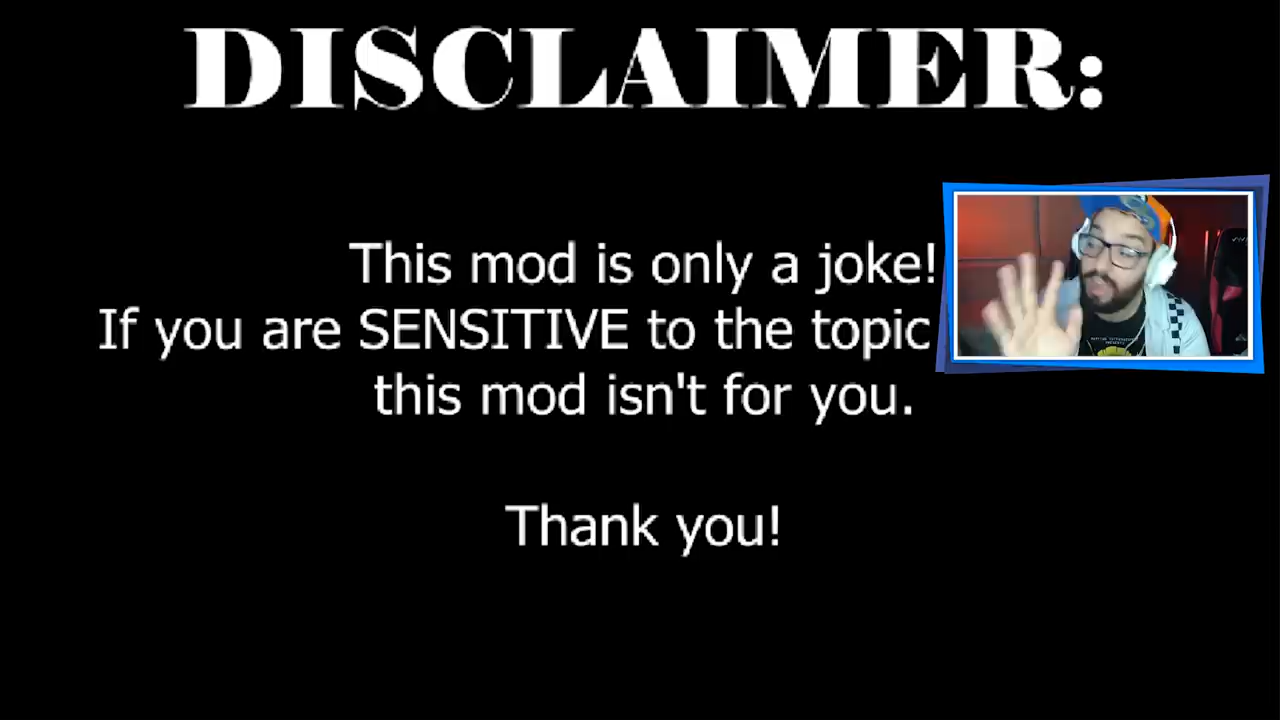 DISCLAIMER:
This mod is only a joke!
If you are SENSITIVE to the topic
this mod isn't for you.
Thank you!